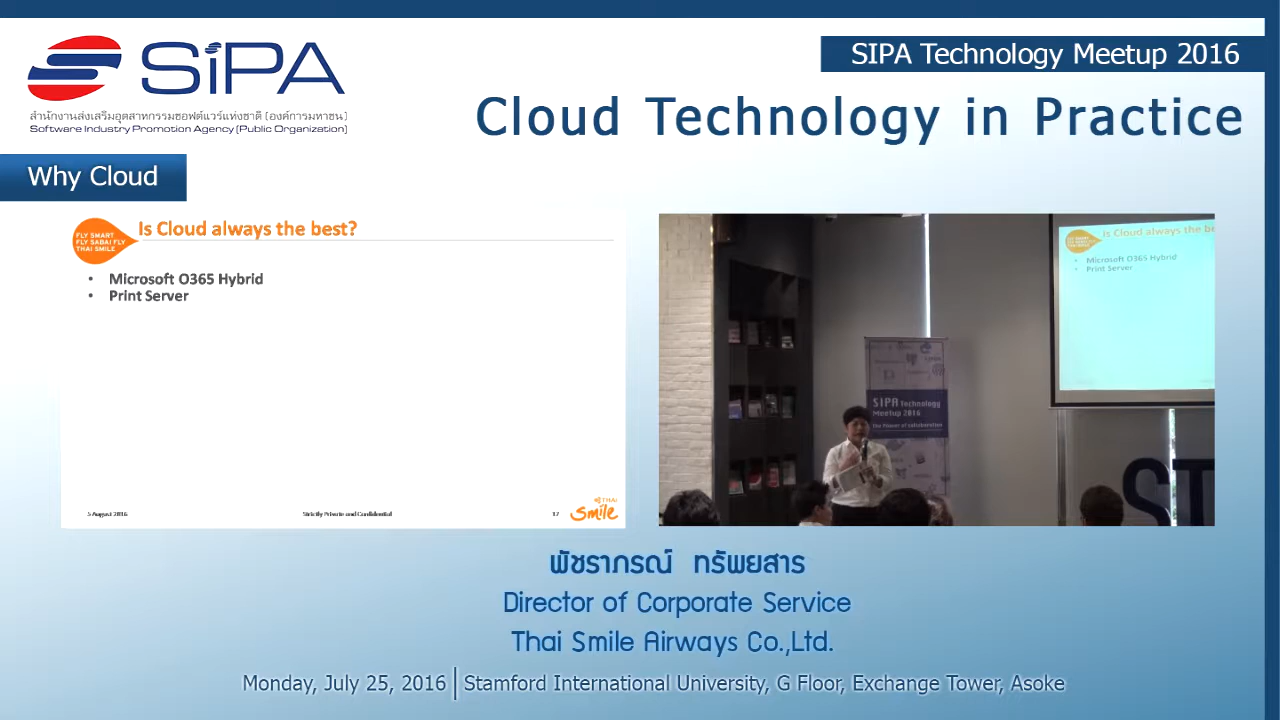 SIPA
สำนักงานส่งเสริมอุตสาหกรรมซอฟต์แวร์แห่งชาติ (องค์การมหาชน)
Software Industry Promotion Agency (Public Organization)
SIPA Technology Meetup 2016
Cloud Technology in Practice
Why Cloud
FLY SMART
FLY SABAI FLY
THAI SMILE
Is Cloud always the best?
• Microsoft O365 Hybrid
• Print Server
5 August 2016
Strictly Private and Confidential
17
THAI
Smile
Is Cloud always the be
• Microsoft O365 Hybrid
• Print Server
SIPA Technology
Meetup 2016
The Power of collaboration
ST
พัชราภรณ์ ทรัพยสาร
Director of Corporate Service
Thai Smile Airways Co.,Ltd.
Monday, July 25, 2016 | Stamford International University, G Floor, Exchange Tower, Asoke